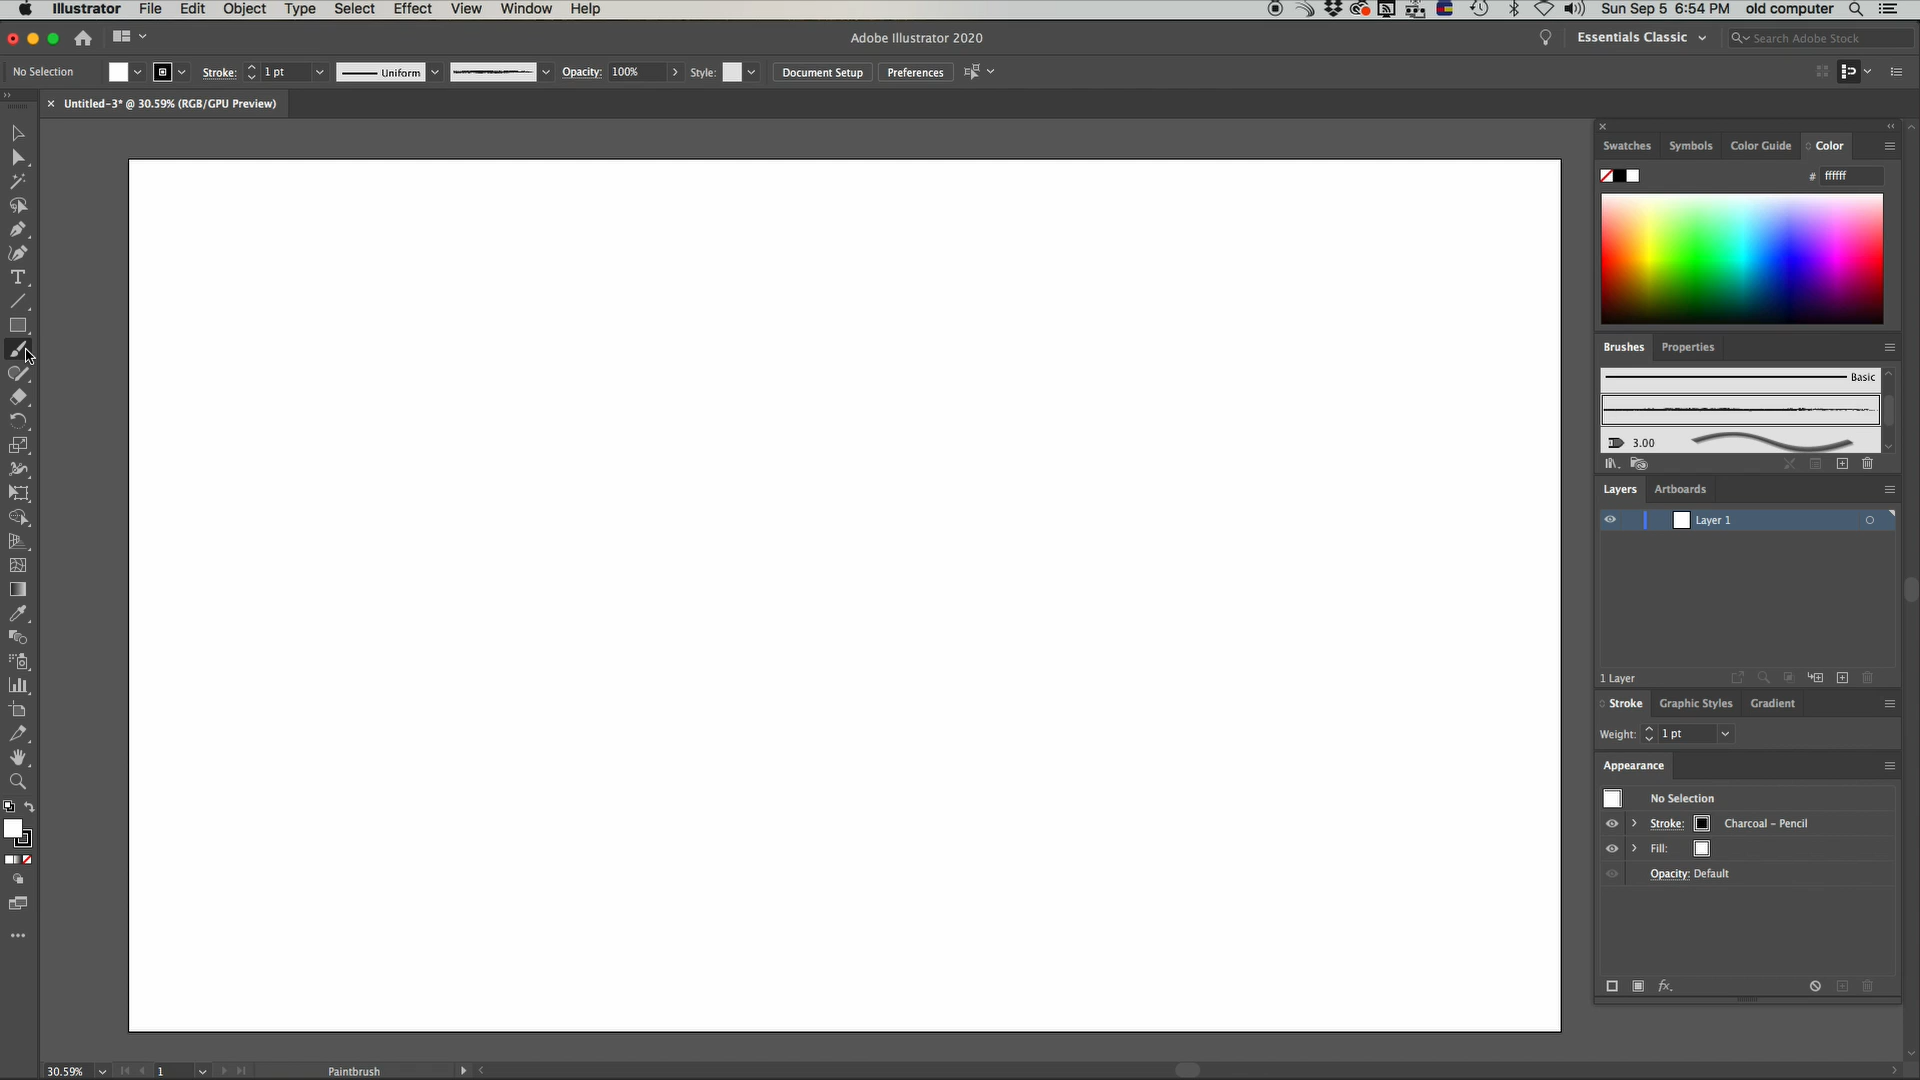 Illustrator File Edit Object Type Select Effect View Window Help Sun Sep 5 6:54 PM old computer
Adobe Illustrator 2020 Essentials Classic Search Adobe Stock
No Selection Stroke: 1 pt Uniform Opacity: 100% Style: Document Setup Preferences
Untitled-3* @ 30.59% (RGB/GPU Preview)
Swatches Symbols Color Guide Color
# ffffff
Brushes Properties
Basic
3.00
Layers Artboards
Layer 1
1 Layer
Stroke Graphic Styles Gradient
Weight: 1 pt
Appearance
No Selection
Stroke: Charcoal – Pencil
Fill:
Opacity: Default
fx.
30.59% 1 Paintbrush